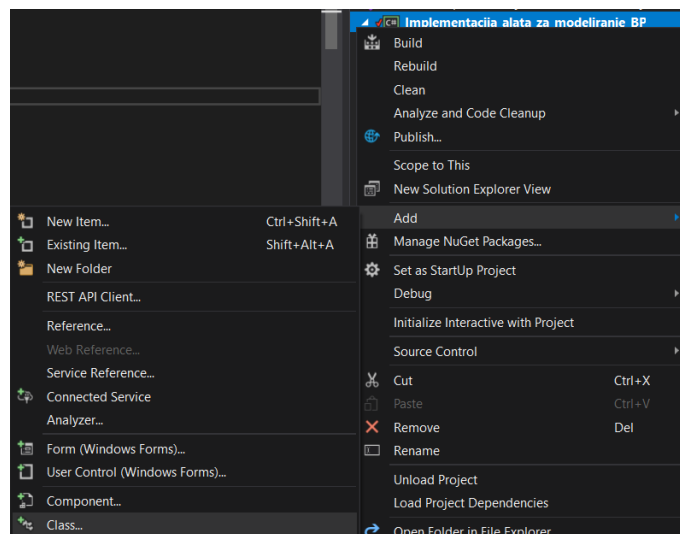 C# Implementacija alata za modeliranje BP
Build
Rebuild
Clean
Analyze and Code Cleanup
Publish...
Scope to This
New Solution Explorer View
Add
Manage NuGet Packages...
Set as StartUp Project
Debug
Initialize Interactive with Project
Source Control
Cut Ctrl+X
Paste Ctrl+V
Remove Del
Rename
Unload Project
Load Project Dependencies
Open Folder in File Explorer
New Item... Ctrl+Shift+A
Existing Item... Shift+Alt+A
New Folder
REST API Client...
Reference...
Web Reference...
Service Reference...
Connected Service
Analyzer...
Form (Windows Forms)...
User Control (Windows Forms)...
Component...
Class...